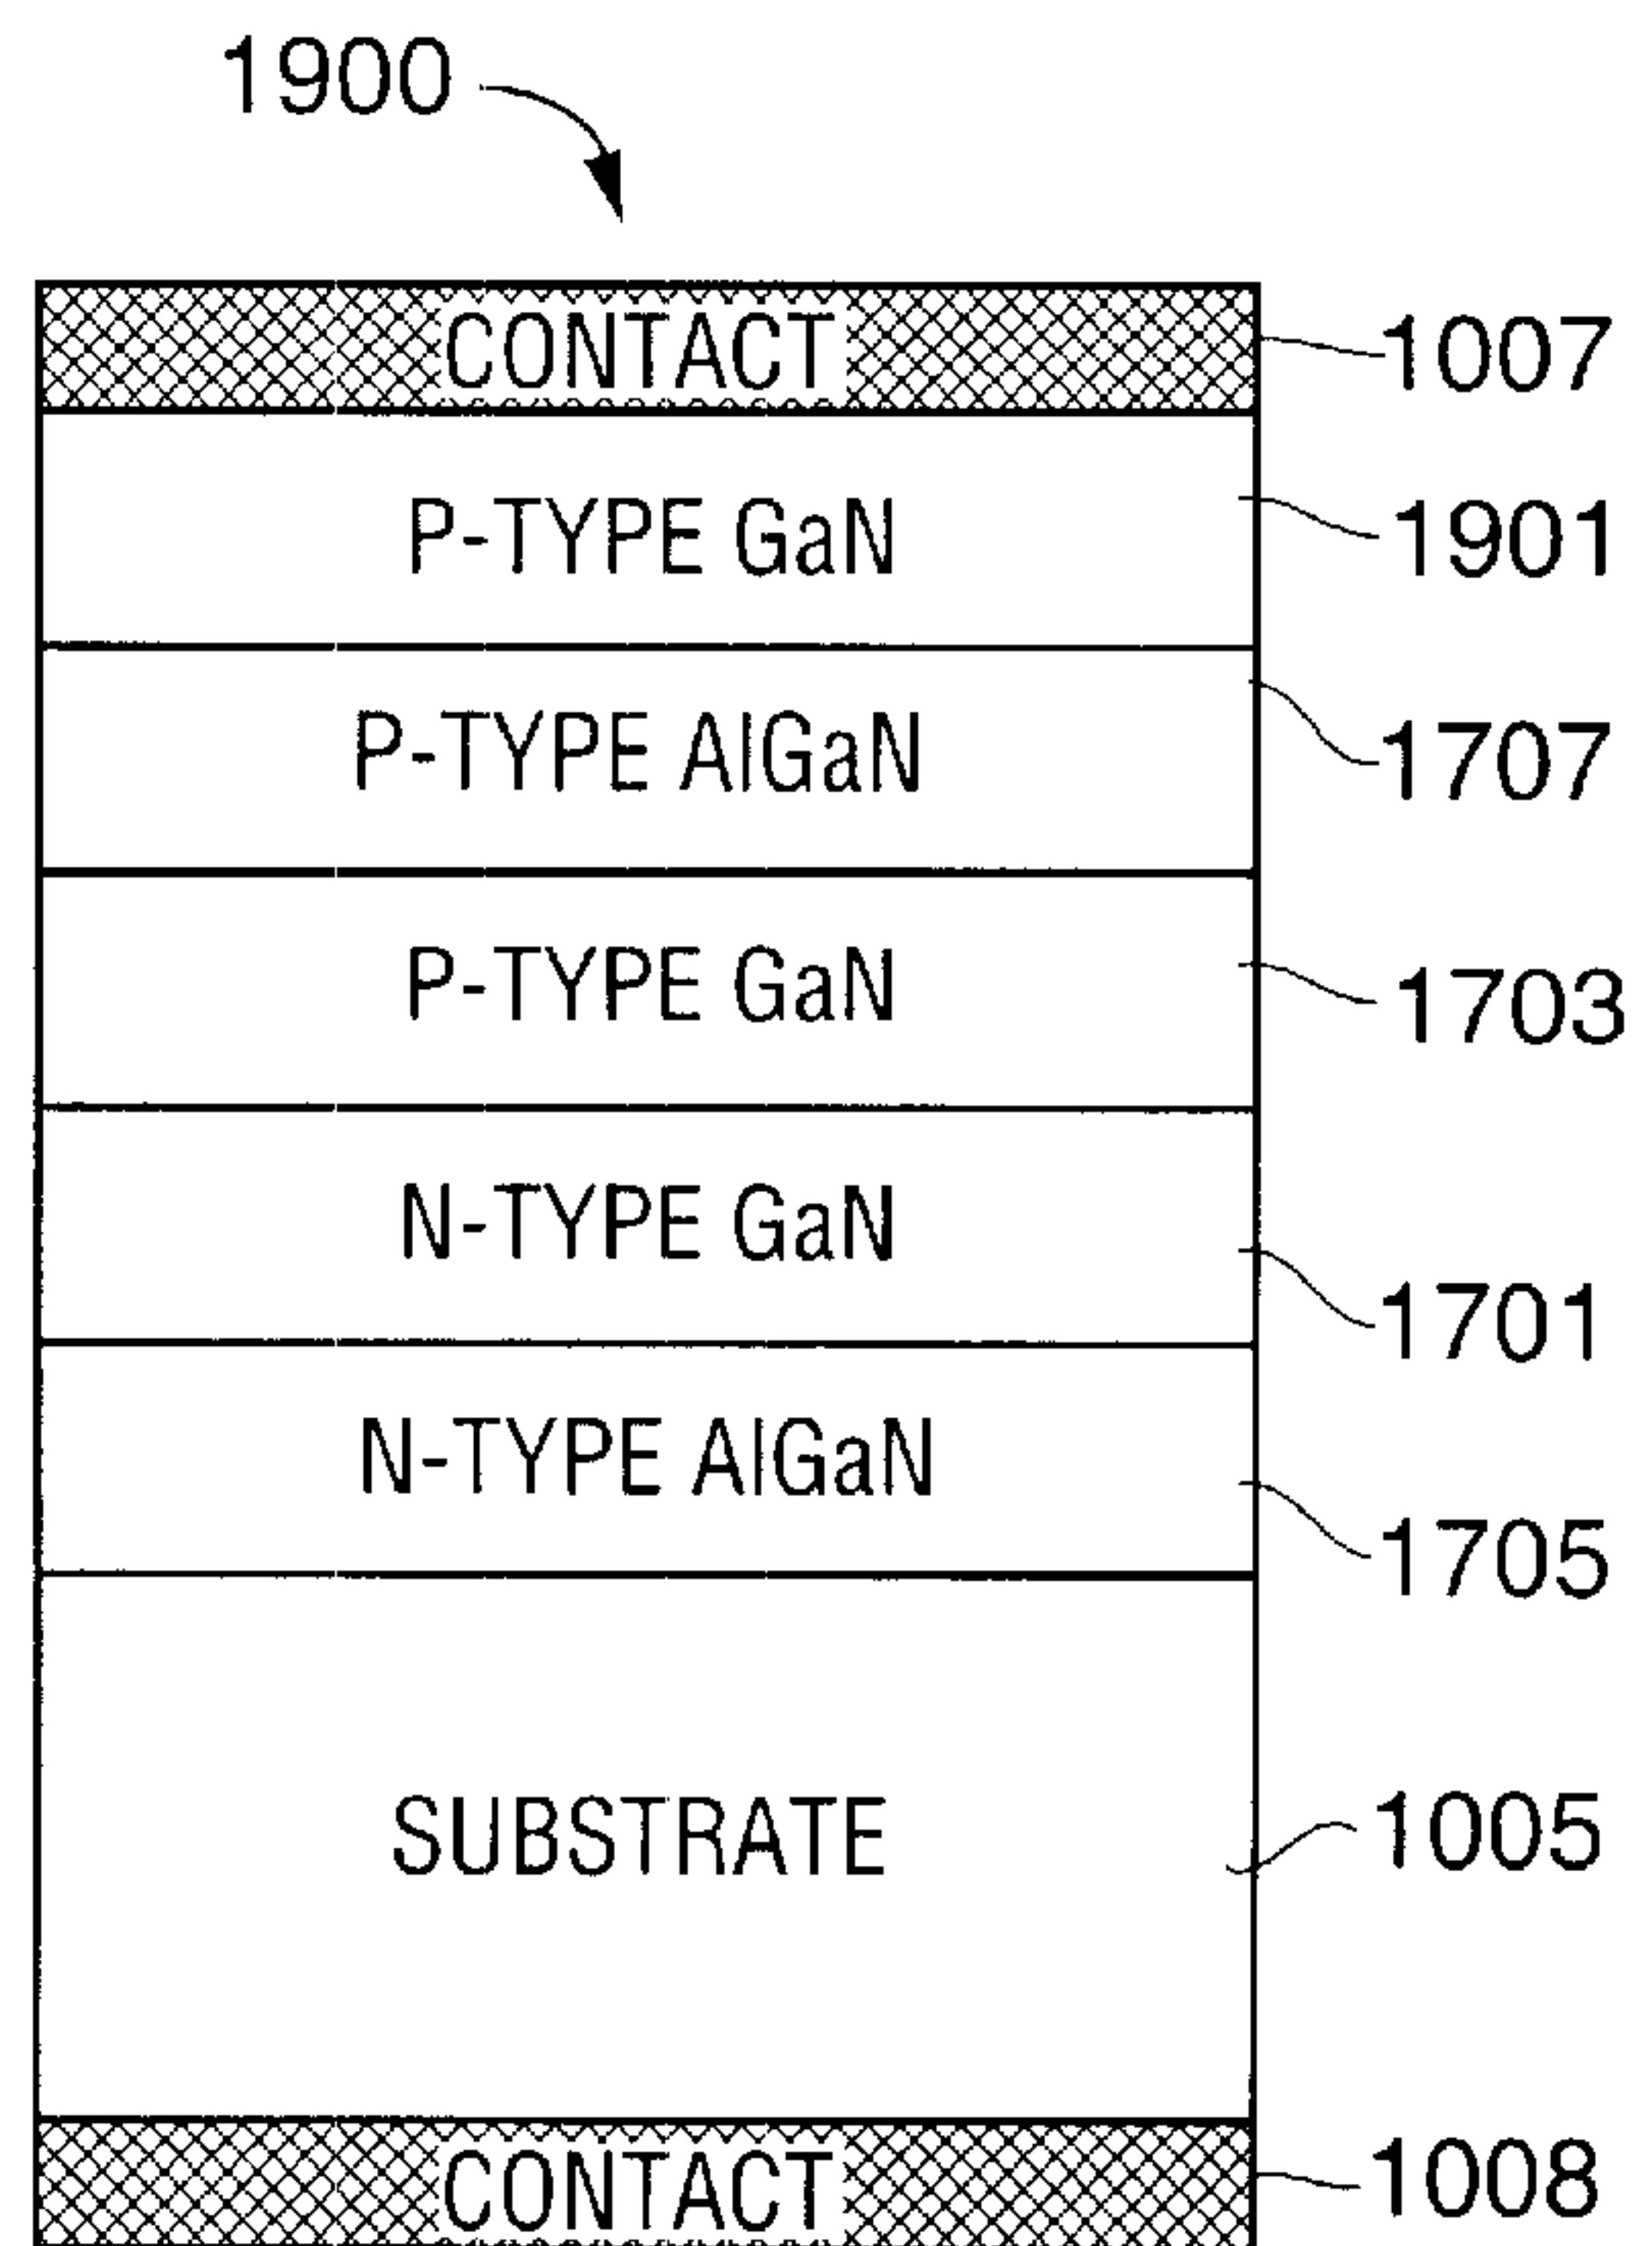 1900
CONTACT 1007
P-TYPE GaN 1901
P-TYPE AlGaN 1707
P-TYPE GaN 1703
N-TYPE GaN 1701
N-TYPE AlGaN 1705
SUBSTRATE 1005
CONTACT 1008